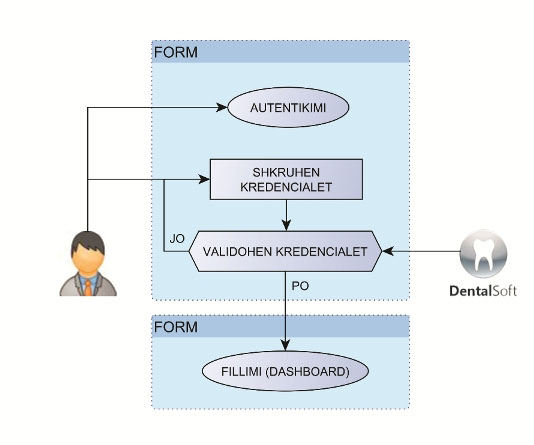 FORM
AUTENTIKIMI
SHKRUHEN
KREDENCIALET
JO
VALIDOHEN KREDENCIALET
PO
DentalSoft
FORM
FILLIMI (DASHBOARD)